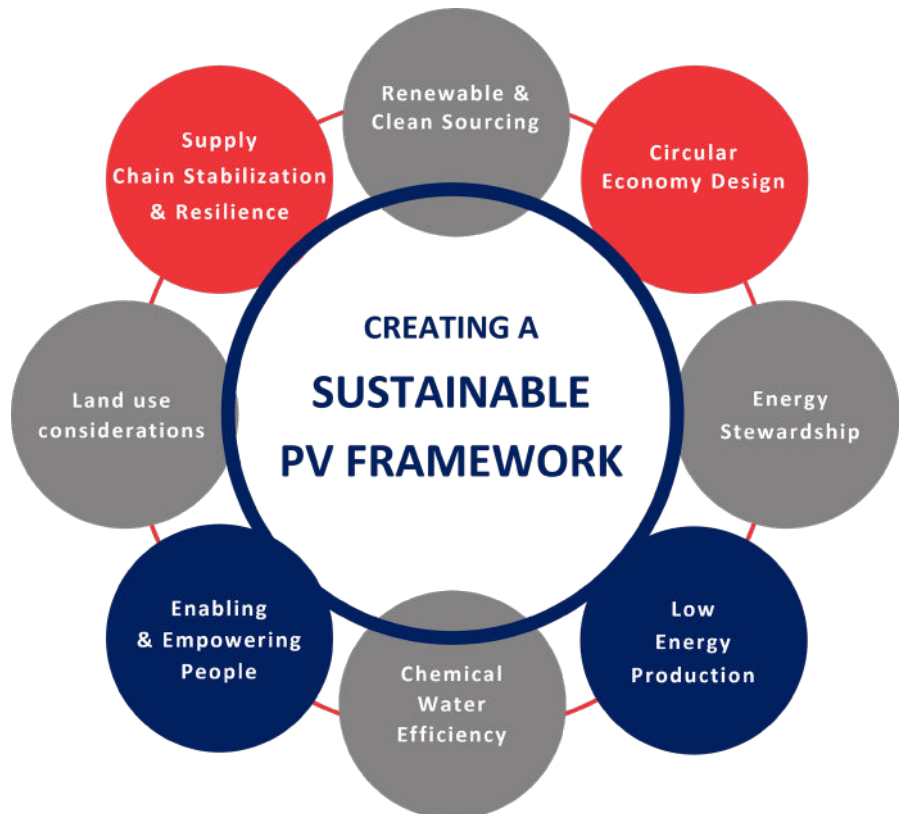 Renewable &
Clean Sourcing
Supply
Chain Stabilization
& Resilience
Circular
Economy Design
CREATING A
SUSTAINABLE
PV FRAMEWORK
Land use
considerations
Energy
Stewardship
Enabling
& Empowering
People
Low
Energy
Production
Chemical
Water
Efficiency